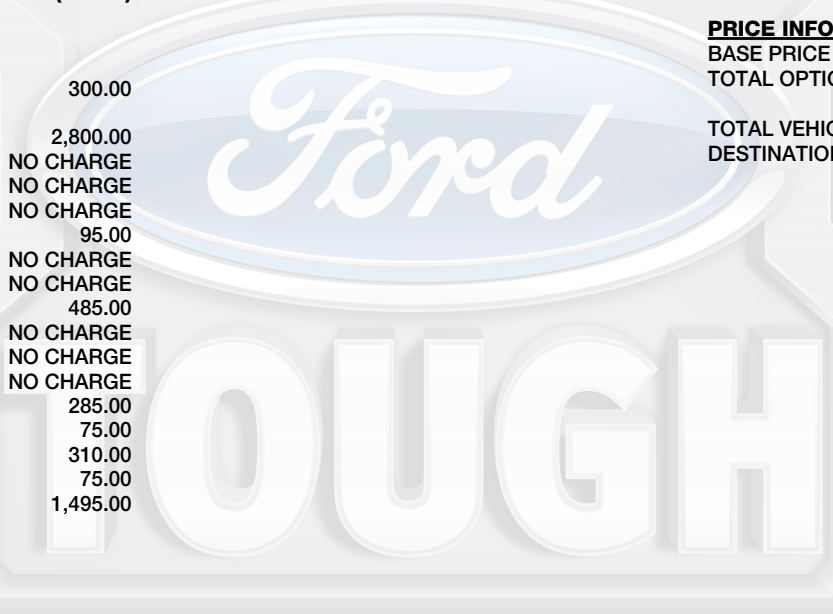 300.00
2,800.00
NO CHARGE
NO CHARGE
NO CHARGE
95.00
NO CHARGE
NO CHARGE
485.00
NO CHARGE
NO CHARGE
NO CHARGE
285.00
75.00
310.00
75.00
1,495.00
PRICE INFO
BASE PRICE
TOTAL OPTIO
TOTAL VEHIC
DESTINATION
Ford
TOUGH